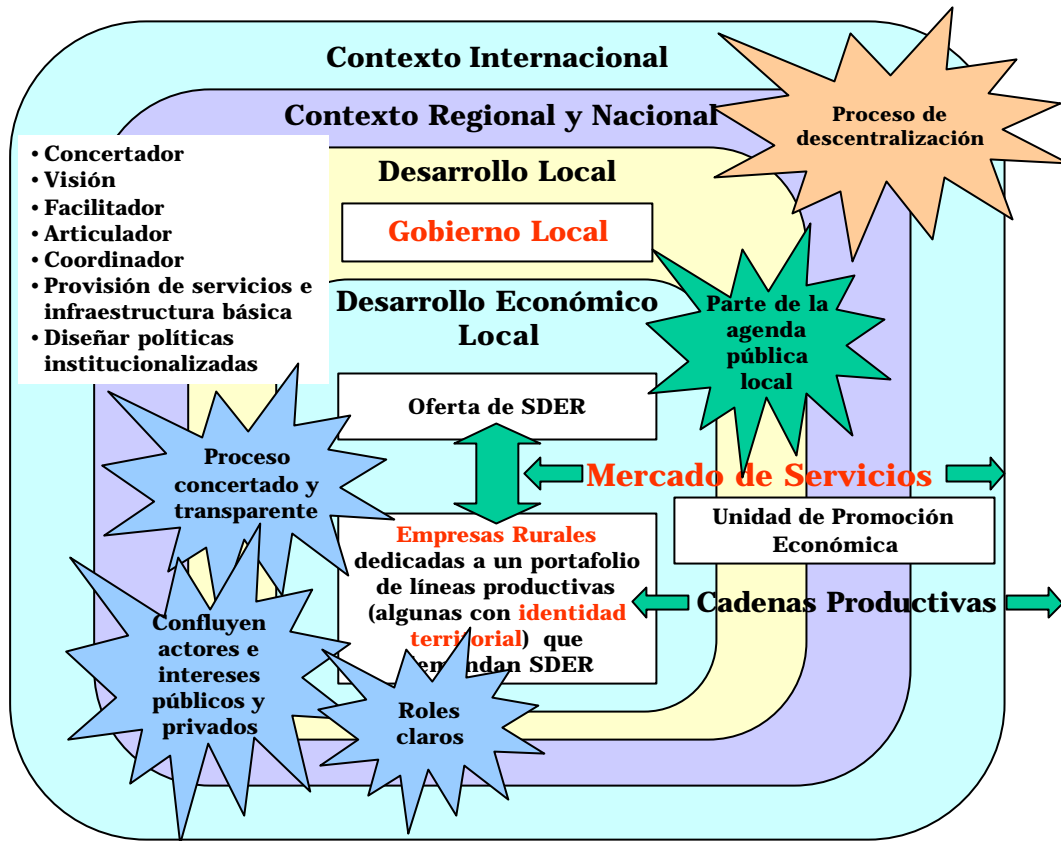 Contexto Internacional
Contexto Regional y Nacional
Proceso de
descentralización
• Concertador
• Visión
• Facilitador
• Articulador
• Coordinador
• Provisión de servicios e
infraestructura básica
• Diseñar políticas
institucionalizadas
Desarrollo Local
Gobierno Local
Desarrollo Económico
Local
Parte de la
agenda
pública
local
Oferta de SDER
Proceso
concertado y
transparente
Mercado de Servicios
Unidad de Promoción
Económica
Empresas Rurales
dedicadas a un portafolio
de líneas productivas
(algunas con identidad
territorial) que
SDER
Cadenas Productivas
Confluyen
actores e
intereses
públicos y
privados
Roles
claros